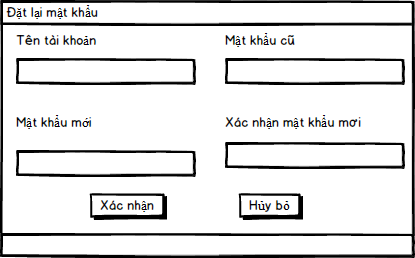 Đặt lại mật khẩu
Tên tài khoản
Mật khẩu cũ
Mật khẩu mới
Xác nhận mật khẩu mơi
Xác nhận
Hủy bỏ